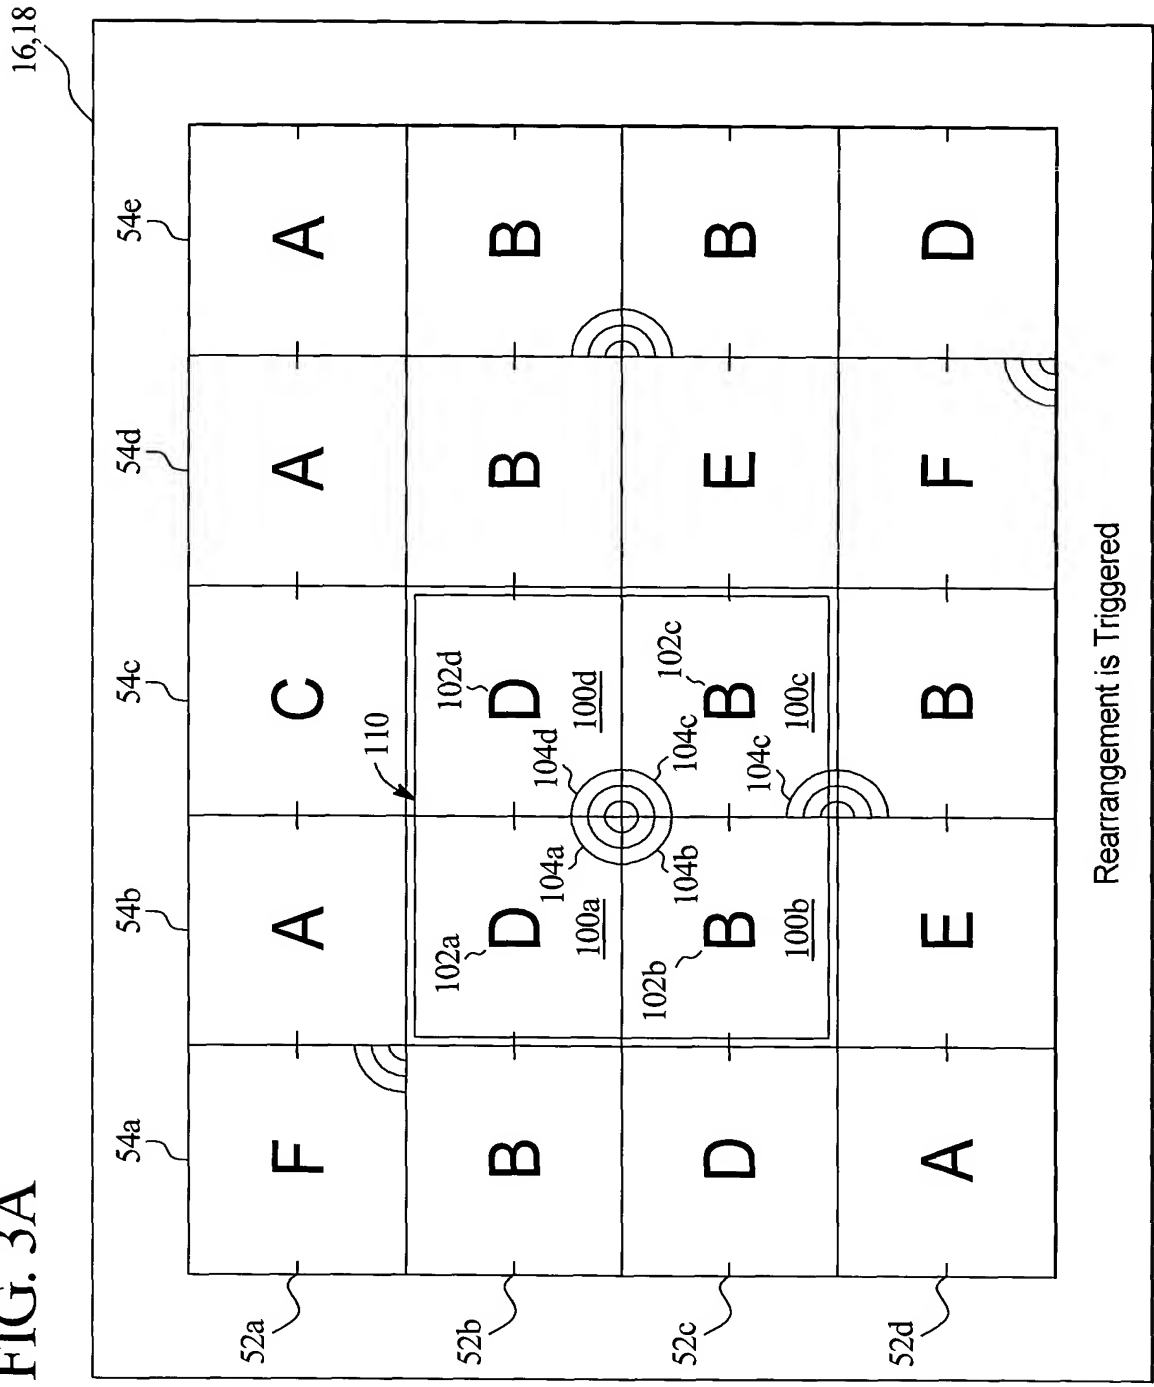 FIG. 3A
16,18
54a 54b 54c 54d 54e
52a
F A C A A
110
102a 102d
52b
B D D B B
104a 104d
100a 100d
102b 102c
52c
104b 104c
D B B E B
104c
100b 100c
52d
A E B F D
Rearrangement is Triggered